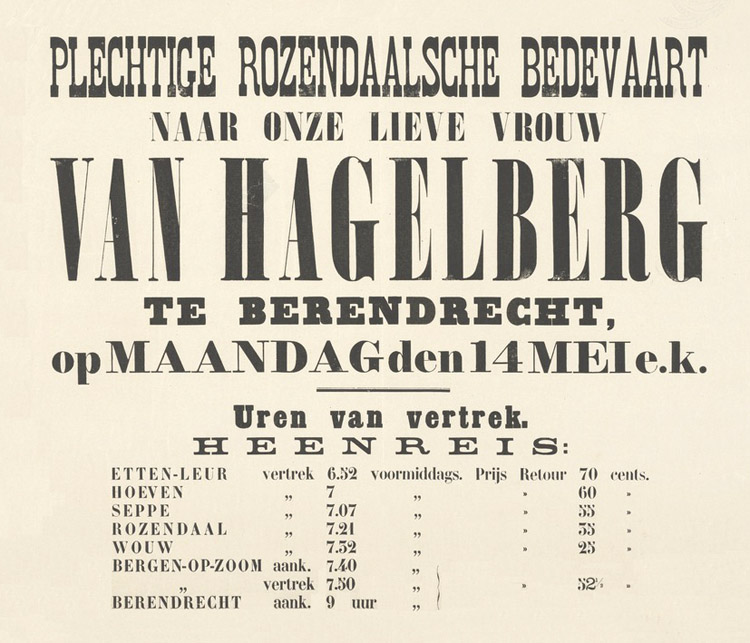 PLECHTIGE ROZENDAALSCHE BEDEVAART
NAAR ONZE LIEVE VROUW
VAN HAGELBERG
TE BERENDRECHT,
op MAANDAG den 14 MEI e.k.
Uren van vertrek.
HEENREIS:
ETTEN-LEUR vertrek 6.52 voormiddags. Prijs Retour 70 cents.
HOEVEN „ 7 „ » 60 »
SEPPE „ 7.07 „ » 55 »
ROZENDAAL „ 7.21 „ » 35 »
WOUW „ 7.32 „ » 25 »
BERGEN-OP-ZOOM aank. 7.40 „
„ vertrek 7.50 „ » 52½ »
BERENDRECHT aank. 9 uur „